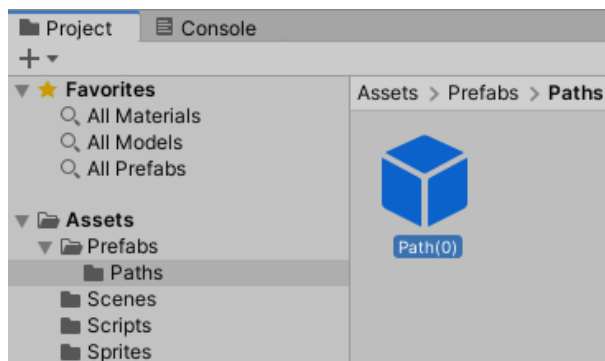 Project
Console
Favorites
All Materials
All Models
All Prefabs
Assets
Prefabs
Paths
Scenes
Scripts
Sprites
Assets > Prefabs > Paths
Path(0)